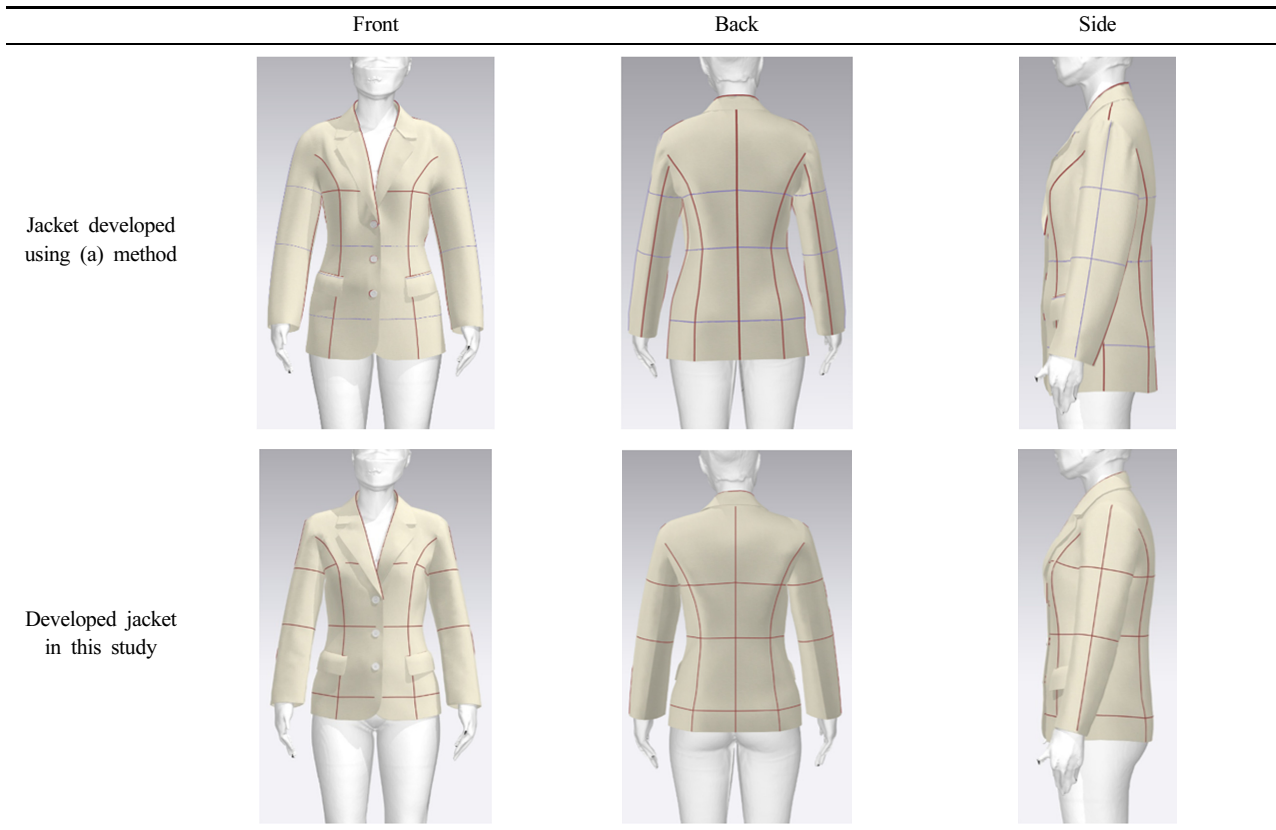 Front Back Side
Jacket developed
using (a) method
Developed jacket
in this study